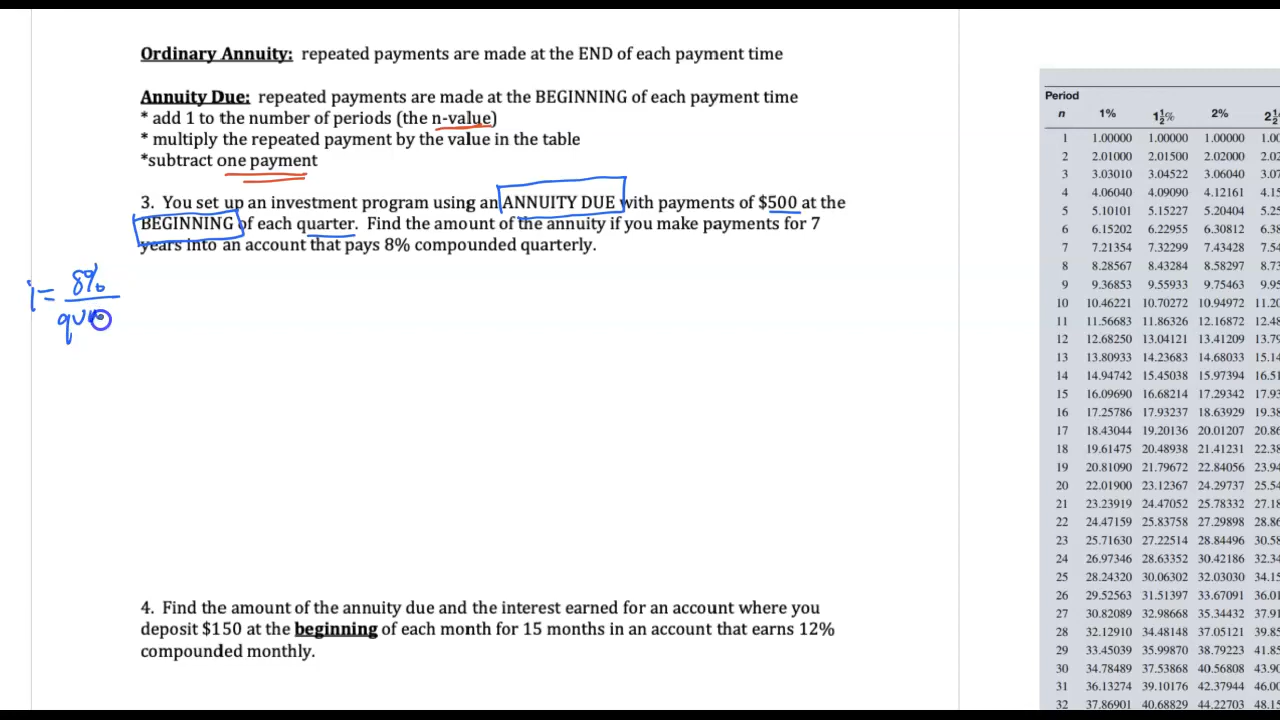 Ordinary Annuity: repeated payments are made at the END of each payment time
Annuity Due: repeated payments are made at the BEGINNING of each payment time
* add 1 to the number of periods (the n-value)
* multiply the repeated payment by the value in the table
*subtract one payment
3. You set up an investment program using an ANNUITY DUE with payments of $500 at the
BEGINNING of each quarter. Find the amount of the annuity if you make payments for 7
years into an account that pays 8% compounded quarterly.
i = 8%
4. Find the amount of the annuity due and the interest earned for an account where you
deposit $150 at the beginning of each month for 15 months in an account that earns 12%
compounded monthly.
Period
n 1% 1½% 2%
1 1.00000 1.00000 1.00000
2 2.01000 2.01500 2.02000
3 3.03010 3.04522 3.06040
4 4.06040 4.09090 4.12161
5 5.10101 5.15227 5.20404
6 6.15202 6.22955 6.30812
7 7.21354 7.32299 7.43428
8 8.28567 8.43284 8.58297
9 9.36853 9.55933 9.75463
10 10.46221 10.70272 10.94972
11 11.56683 11.86326 12.16872
12 12.68250 13.04121 13.41209
13 13.80933 14.23683 14.68033
14 14.94742 15.45038 15.97394
15 16.09690 16.68214 17.29342
16 17.25786 17.93237 18.63929
17 18.43044 19.20136 20.01207
18 19.61475 20.48938 21.41231
19 20.81090 21.79672 22.84056
20 22.01900 23.12367 24.29737
21 23.23919 24.47052 25.78332
22 24.47159 25.83758 27.29898
23 25.71630 27.22514 28.84496
24 26.97346 28.63352 30.42186
25 28.24320 30.06302 32.03030
26 29.52563 31.51397 33.67091
27 30.82089 32.98668 35.34432
28 32.12910 34.48148 37.05121
29 33.45039 35.99870 38.79223
30 34.78489 37.53868 40.56808
31 36.13274 39.10176 42.37944
32 37.86901 40.68829 44.22703